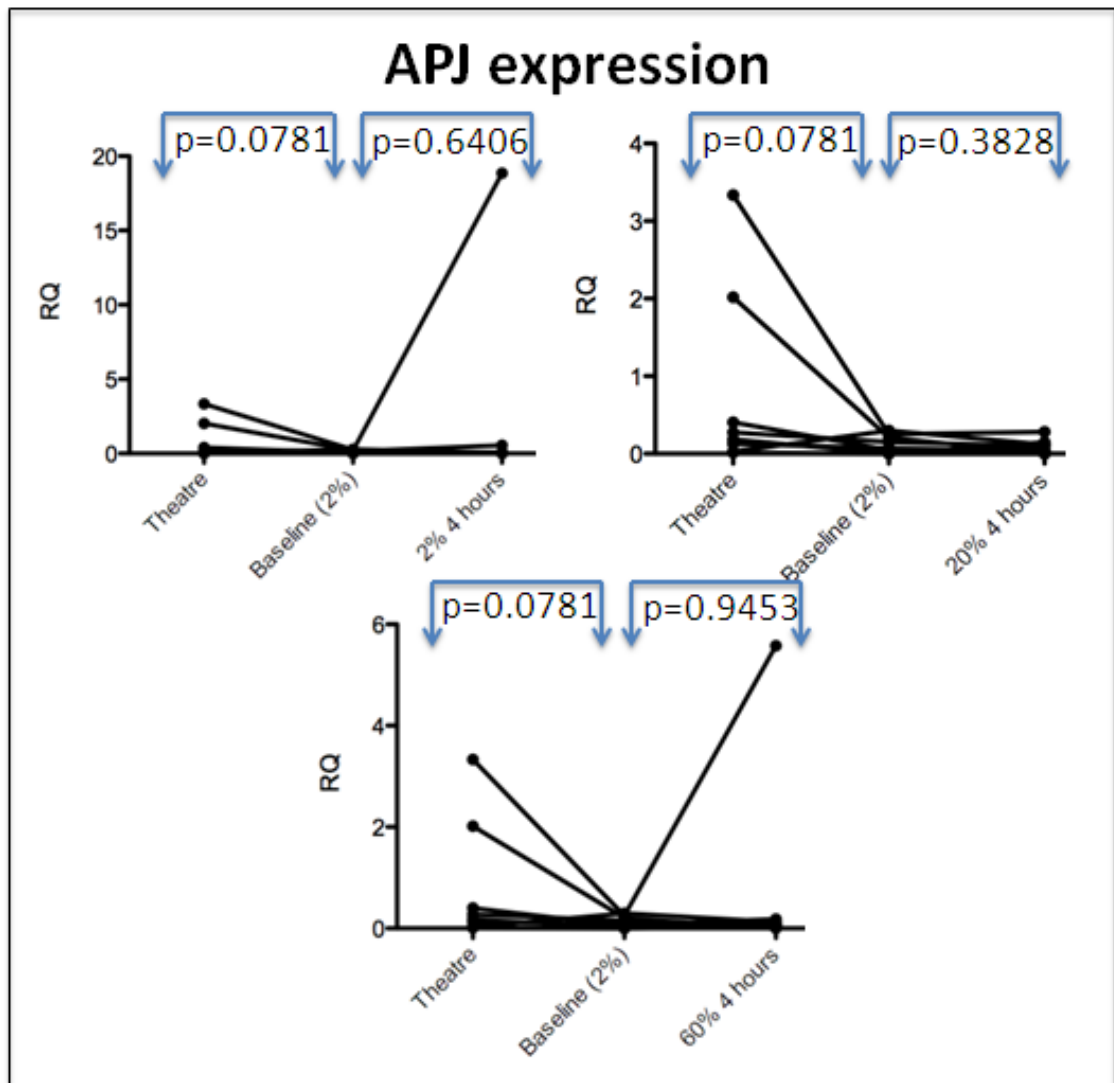 APJ expression
p=0.0781 p=0.6406
20
15
10
5
0
RQ
Theatre
Baseline (2%)
2% 4 hours
p=0.0781 p=0.3828
4
3
2
1
0
RQ
Theatre
Baseline (2%)
20% 4 hours
p=0.0781 p=0.9453
6
4
2
0
RQ
Theatre
Baseline (2%)
60% 4 hours